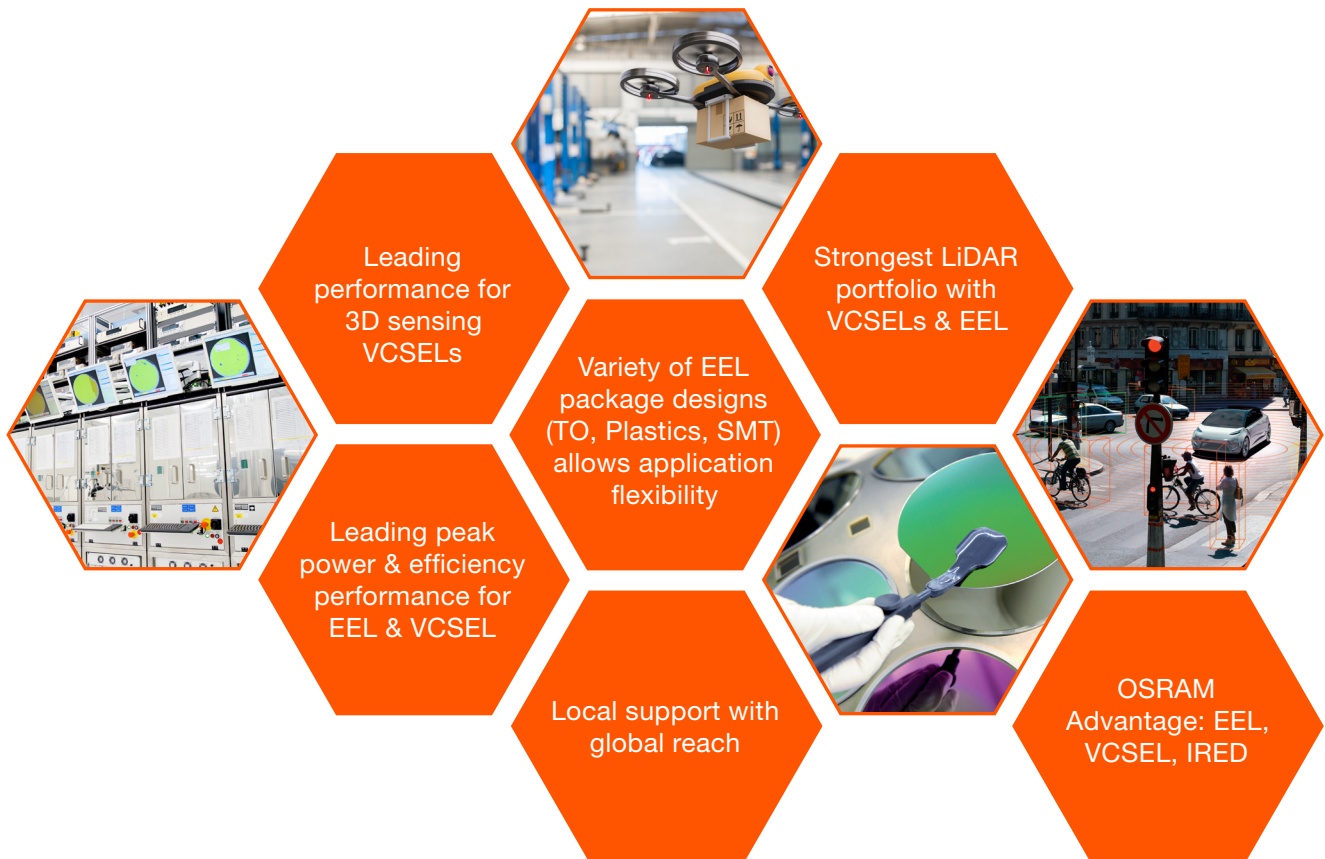 Leading
performance for
3D sensing
VCSELs
Strongest LiDAR
portfolio with
VCSELs & EEL
Variety of EEL
package designs
(TO, Plastics, SMT)
allows application
flexibility
Leading peak
power & efficiency
performance for
EEL & VCSEL
Local support with
global reach
OSRAM
Advantage: EEL,
VCSEL, IRED